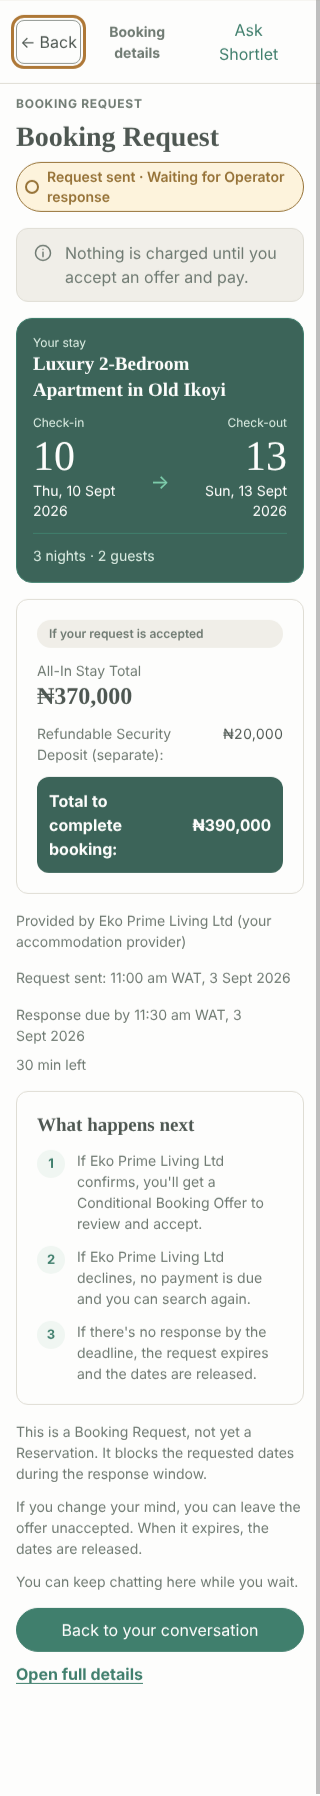 ← Back
Booking
details
Ask
Shortlet
BOOKING REQUEST
Booking Request
Request sent · Waiting for Operator
response
Nothing is charged until you
accept an offer and pay.
Your stay
Luxury 2-Bedroom
Apartment in Old Ikoyi
Check-in
10
Thu, 10 Sept
2026
→
Check-out
13
Sun, 13 Sept
2026
3 nights · 2 guests
If your request is accepted
All-In Stay Total
₦370,000
Refundable Security
Deposit (separate):
₦20,000
Total to
complete
booking:
₦390,000
Provided by Eko Prime Living Ltd (your
accommodation provider)
Request sent: 11:00 am WAT, 3 Sept 2026
Response due by 11:30 am WAT, 3
Sept 2026
30 min left
What happens next
1
If Eko Prime Living Ltd
confirms, you'll get a
Conditional Booking Offer to
review and accept.
2
If Eko Prime Living Ltd
declines, no payment is due
and you can search again.
3
If there's no response by the
deadline, the request expires
and the dates are released.
This is a Booking Request, not yet a
Reservation. It blocks the requested dates
during the response window.
If you change your mind, you can leave the
offer unaccepted. When it expires, the
dates are released.
You can keep chatting here while you wait.
Back to your conversation
Open full details